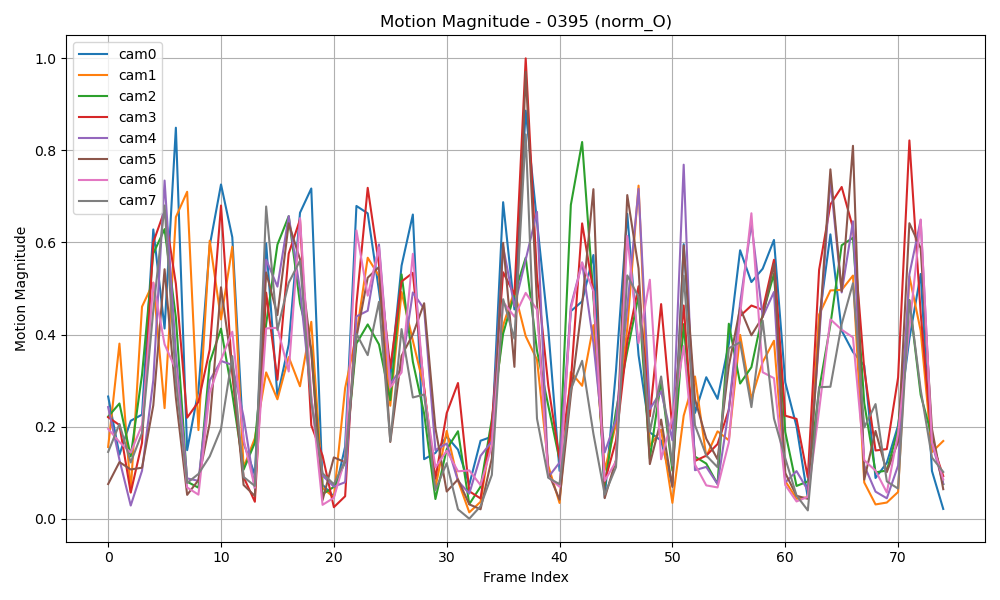 Motion Magnitude - 0395 (norm_O)
cam0
cam1
cam2
cam3
cam4
cam5
cam6
cam7
Motion Magnitude
1.0
0.8
0.6
0.4
0.2
0.0
0 10 20 30 40 50 60 70
Frame Index